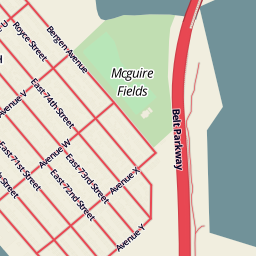 e U
Royce Street
Bergen Avenue
H
Mcguire
Fields
Avenue V
East 74th Street
Belt Parkway
Avenue W
East 71st Street
East 73rd Street
East 72nd Street
Avenue X
Street
Avenue Y